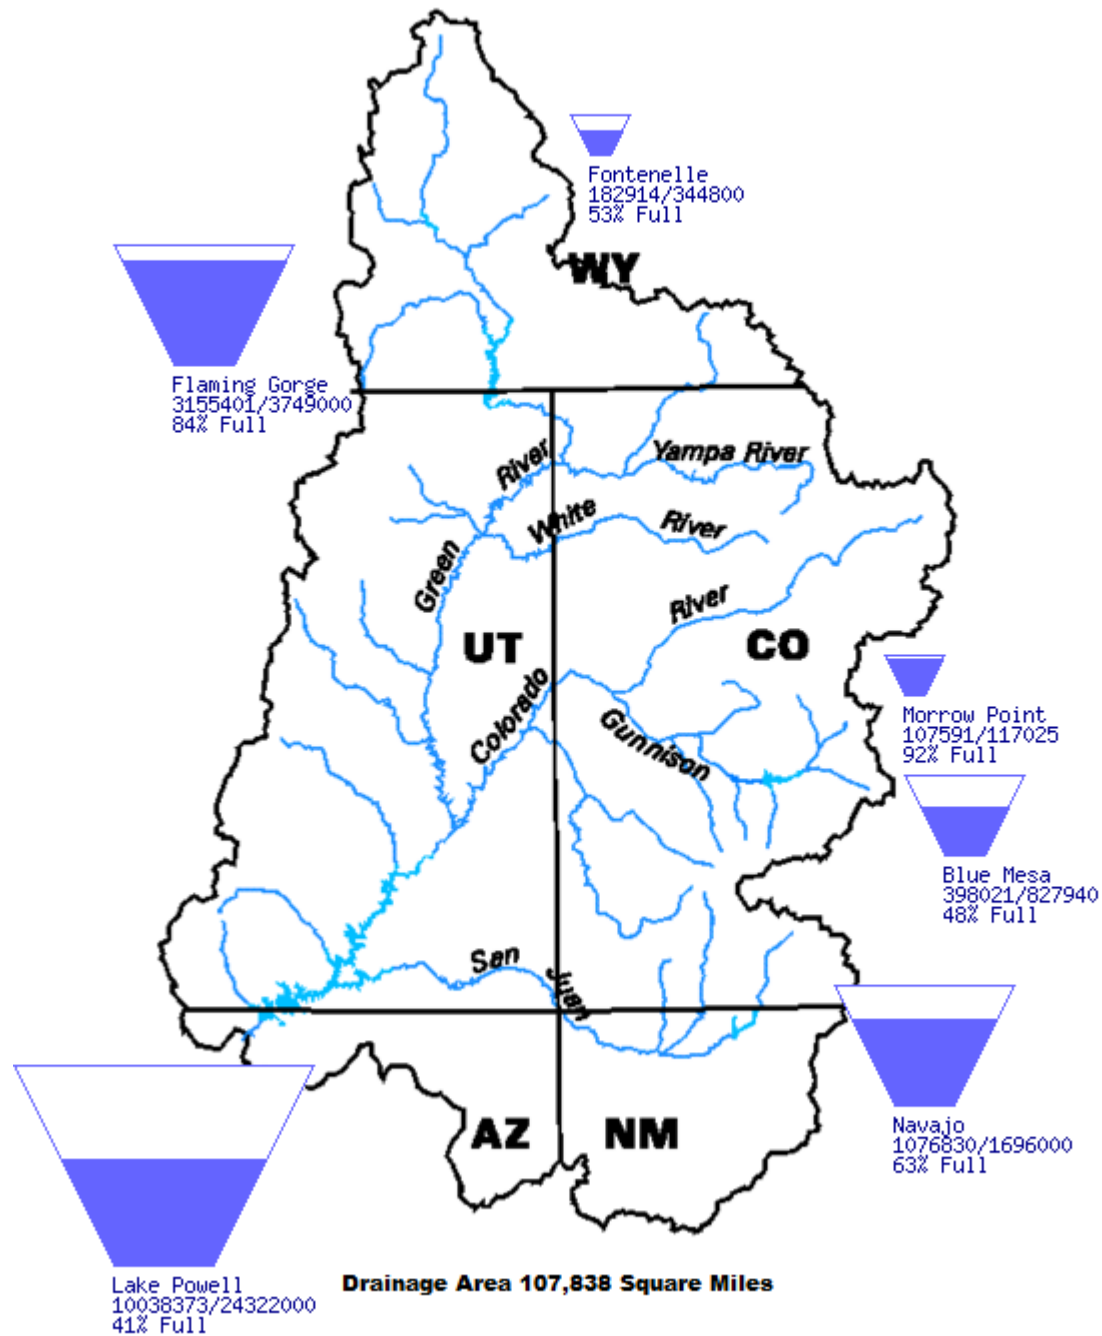 Fontenelle
182914/344800
53% Full
WY
Flaming Gorge
3155401/3749000
84% Full
River
Yampa River
White
River
Green
River
UT
CO
Colorado
Gunnison
Morrow Point
107591/117025
92% Full
Blue Mesa
398021/827940
48% Full
San
Juan
Navajo
1076830/1696000
63% Full
AZ
NM
Lake Powell
10038373/24322000
41% Full
Drainage Area 107,838 Square Miles